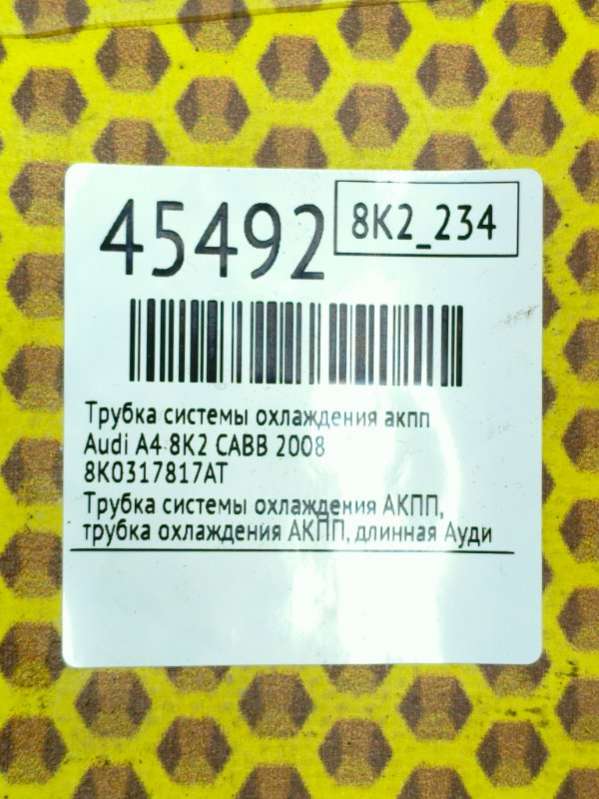 45492
8K2_234
Трубка системы охлаждения акпп
Audi A4 8K2 CABB 2008
8K0317817AT
Трубка системы охлаждения АКПП,
трубка охлаждения АКПП, длинная Ауди